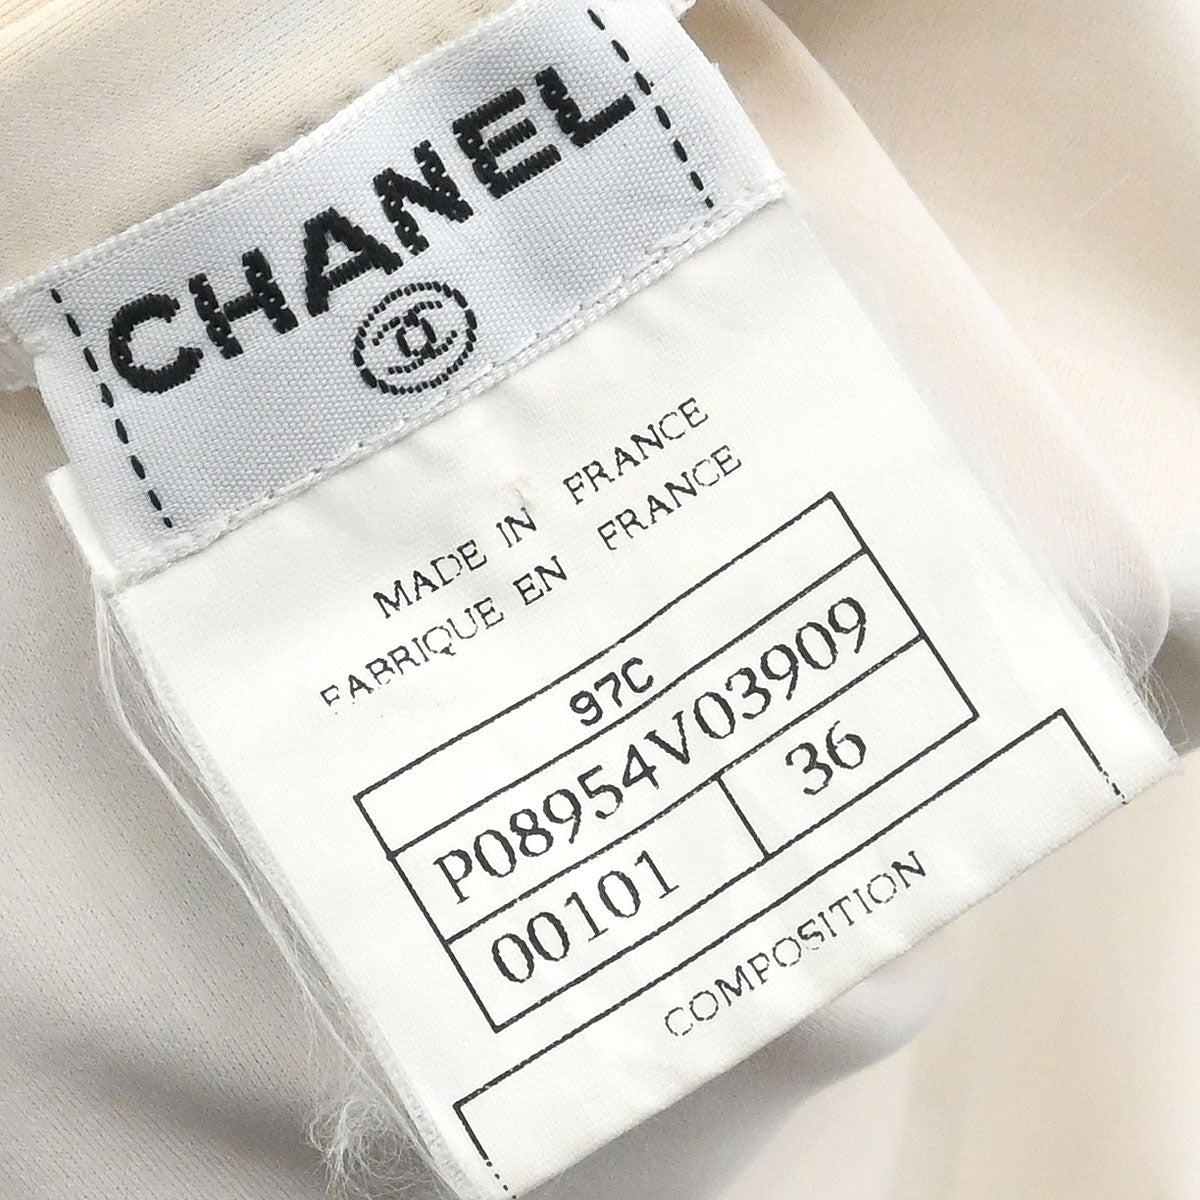 CHANEL
MADE IN FRANCE
FABRIQUE EN FRANCE
97C
P08954V03909
00101 36
COMPOSITION